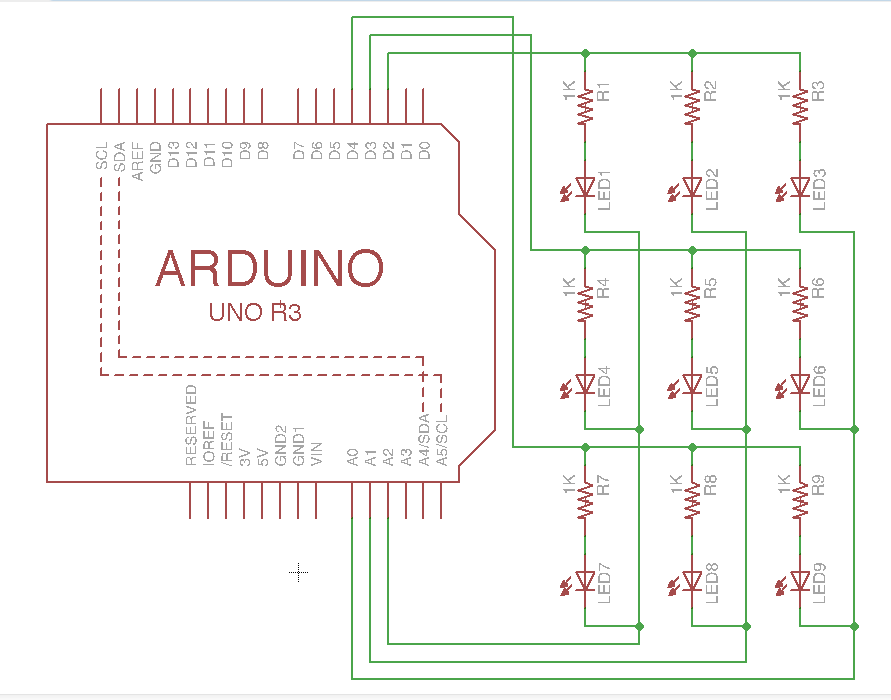 SCL
SDA
AREF
GND
D13
D12
D11
D10
D9
D8
D7
D6
D5
D4
D3
D2
D1
D0
ARDUINO
UNO R3
RESERVED
IOREF
/RESET
3V
5V
GND2
GND1
VIN
A0
A1
A2
A3
A4/SDA
A5/SCL
1K
R1
1K
R2
1K
R3
LED1
LED2
LED3
1K
R4
1K
R5
1K
R6
LED4
LED5
LED6
1K
R7
1K
R8
1K
R9
LED7
LED8
LED9